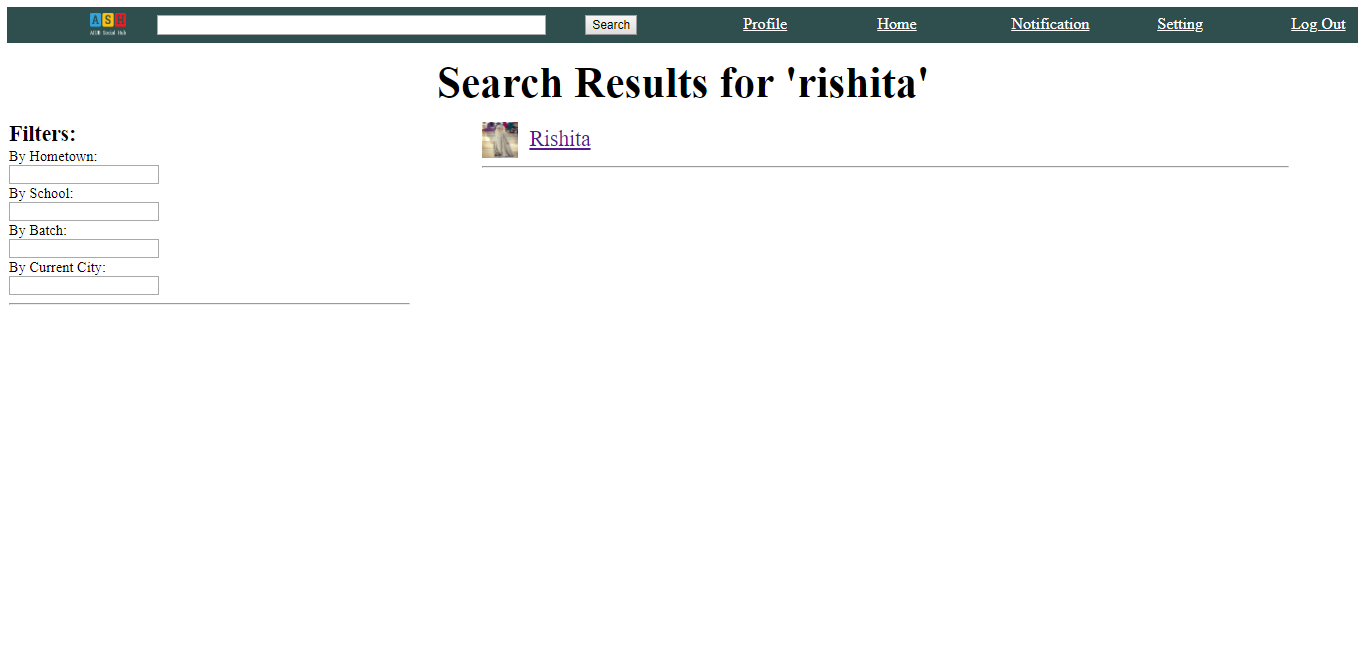 ASH
Search
Profile
Home
Notification
Setting
Log Out
Search Results for 'rishita'
Filters:
Rishita
By Hometown:
By School:
By Batch:
By Current City: